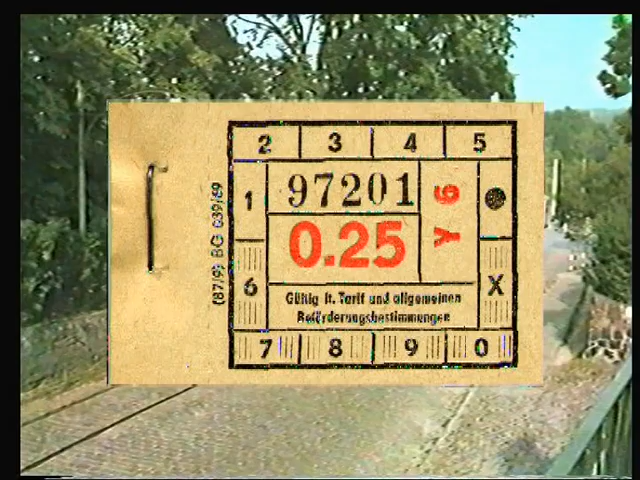 2 3 4 5
1 97201 6 ●
0.25 Y
6 Gültig lt. Tarif und allgemeinen X
Beförderungsbestimmungen
7 8 9 0
(87/9) BG 039/69